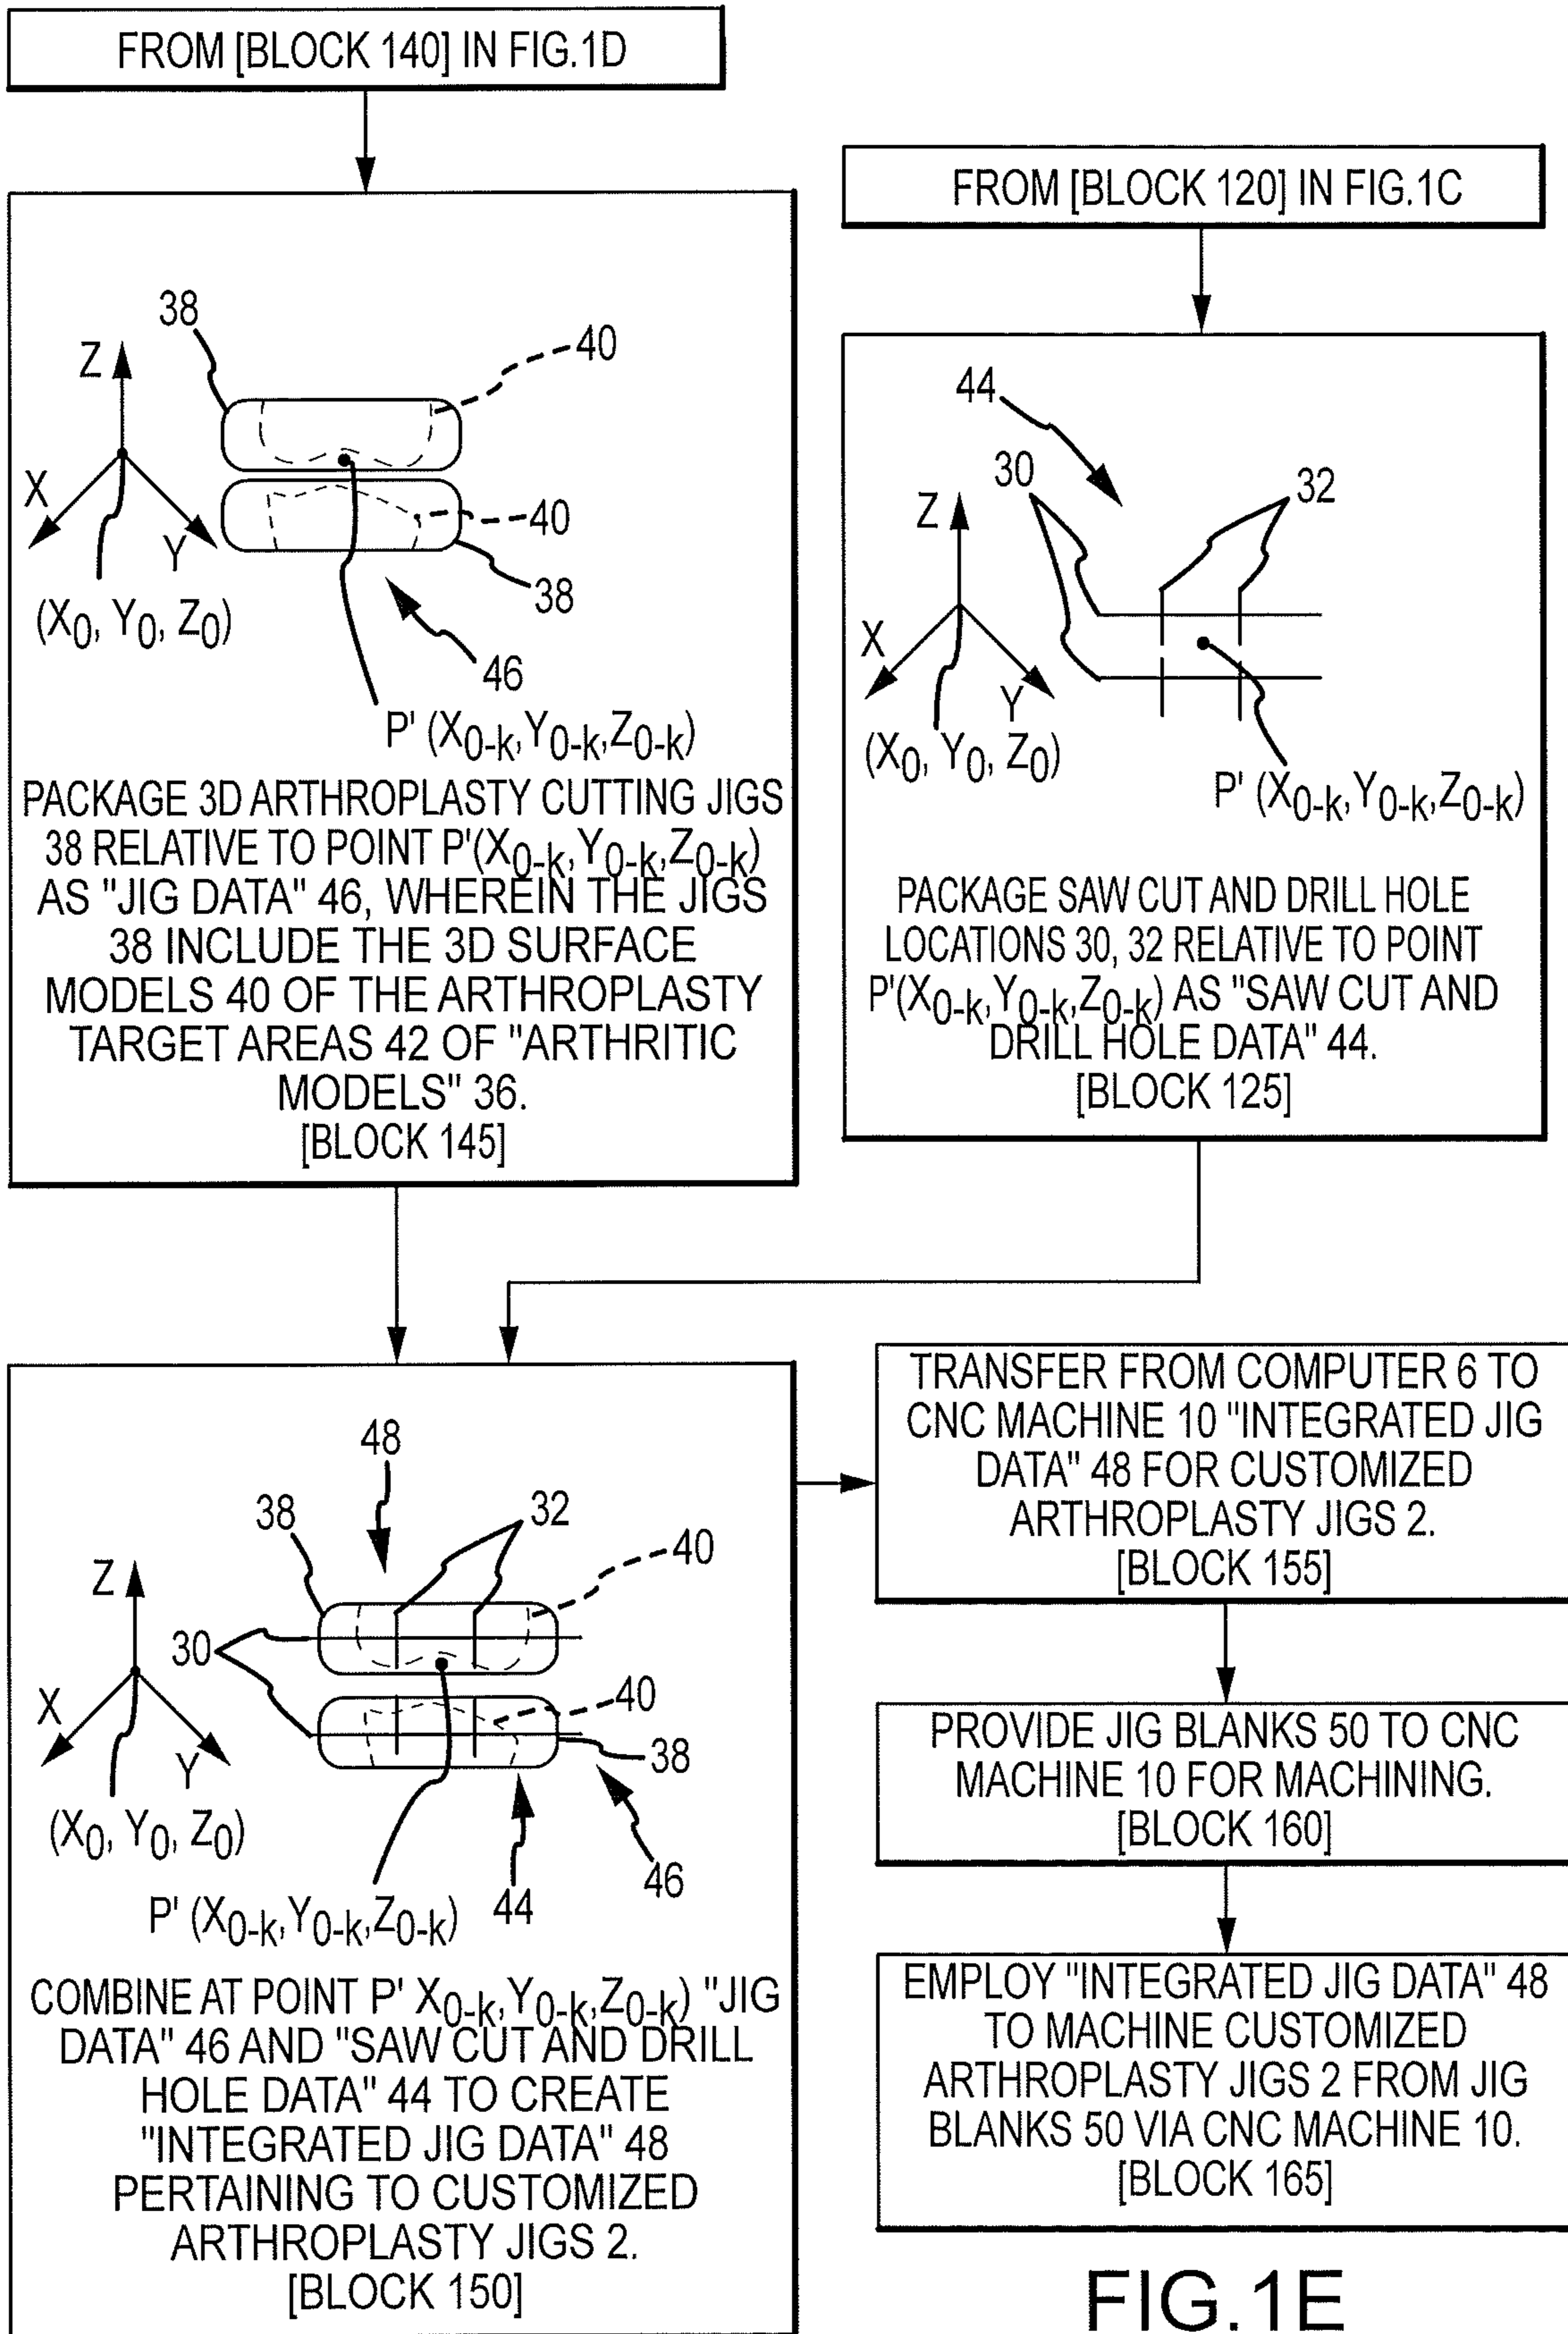 FROM [BLOCK 140] IN FIG.1D
38
40
Z
X
Y
40
38
(X0, Y0, Z0)
46
P' (X0-k,Y0-k,Z0-k)
PACKAGE 3D ARTHROPLASTY CUTTING JIGS
38 RELATIVE TO POINT P'(X0-k,Y0-k,Z0-k)
AS "JIG DATA" 46, WHEREIN THE JIGS
38 INCLUDE THE 3D SURFACE
MODELS 40 OF THE ARTHROPLASTY
TARGET AREAS 42 OF "ARTHRITIC
MODELS" 36.
[BLOCK 145]
FROM [BLOCK 120] IN FIG.1C
44
30
32
Z
X
Y
(X0, Y0, Z0)
P' (X0-k,Y0-k,Z0-k)
PACKAGE SAW CUT AND DRILL HOLE
LOCATIONS 30, 32 RELATIVE TO POINT
P'(X0-k,Y0-k,Z0-k) AS "SAW CUT AND
DRILL HOLE DATA" 44.
[BLOCK 125]
48
38
32
40
Z
30
X
Y
40
38
(X0, Y0, Z0)
46
P' (X0-k,Y0-k,Z0-k)
44
COMBINE AT POINT P' X0-k,Y0-k,Z0-k) "JIG
DATA" 46 AND "SAW CUT AND DRILL
HOLE DATA" 44 TO CREATE
"INTEGRATED JIG DATA" 48
PERTAINING TO CUSTOMIZED
ARTHROPLASTY JIGS 2.
[BLOCK 150]
TRANSFER FROM COMPUTER 6 TO
CNC MACHINE 10 "INTEGRATED JIG
DATA" 48 FOR CUSTOMIZED
ARTHROPLASTY JIGS 2.
[BLOCK 155]
PROVIDE JIG BLANKS 50 TO CNC
MACHINE 10 FOR MACHINING.
[BLOCK 160]
EMPLOY "INTEGRATED JIG DATA" 48
TO MACHINE CUSTOMIZED
ARTHROPLASTY JIGS 2 FROM JIG
BLANKS 50 VIA CNC MACHINE 10.
[BLOCK 165]
FIG.1E